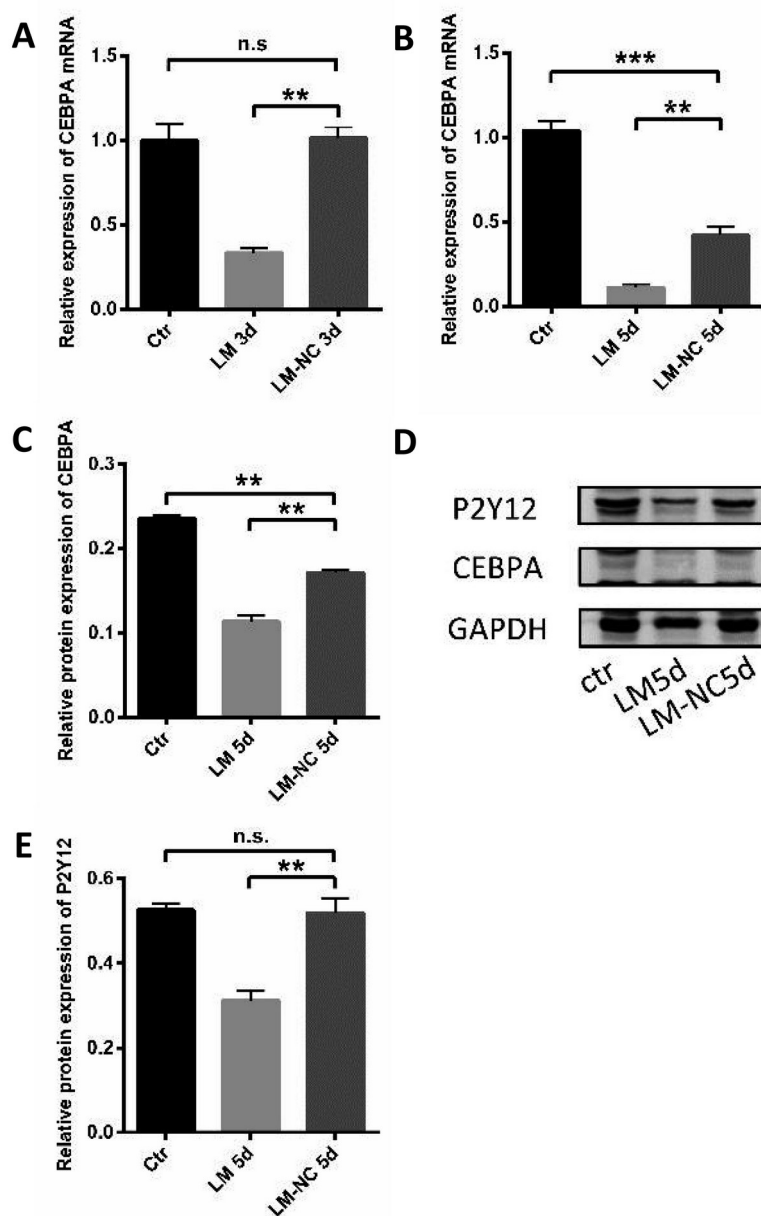 A
Relative expression of CEBPA mRNA
1.5
1.0
0.5
0.0
n.s
**
Ctr
LM 3d
LM-NC 3d
B
Relative expression of CEBPA mRNA
1.5
1.0
0.5
0.0
***
**
Ctr
LM 5d
LM-NC 5d
C
Relative protein expression of CEBPA
0.3
0.2
0.1
0.0
**
**
Ctr
LM 5d
LM-NC 5d
D
P2Y12
CEBPA
GAPDH
ctr
LM5d
LM-NC5d
E
Relative protein expression of P2Y12
0.6
0.4
0.2
0.0
n.s.
**
Ctr
LM 5d
LM-NC 5d